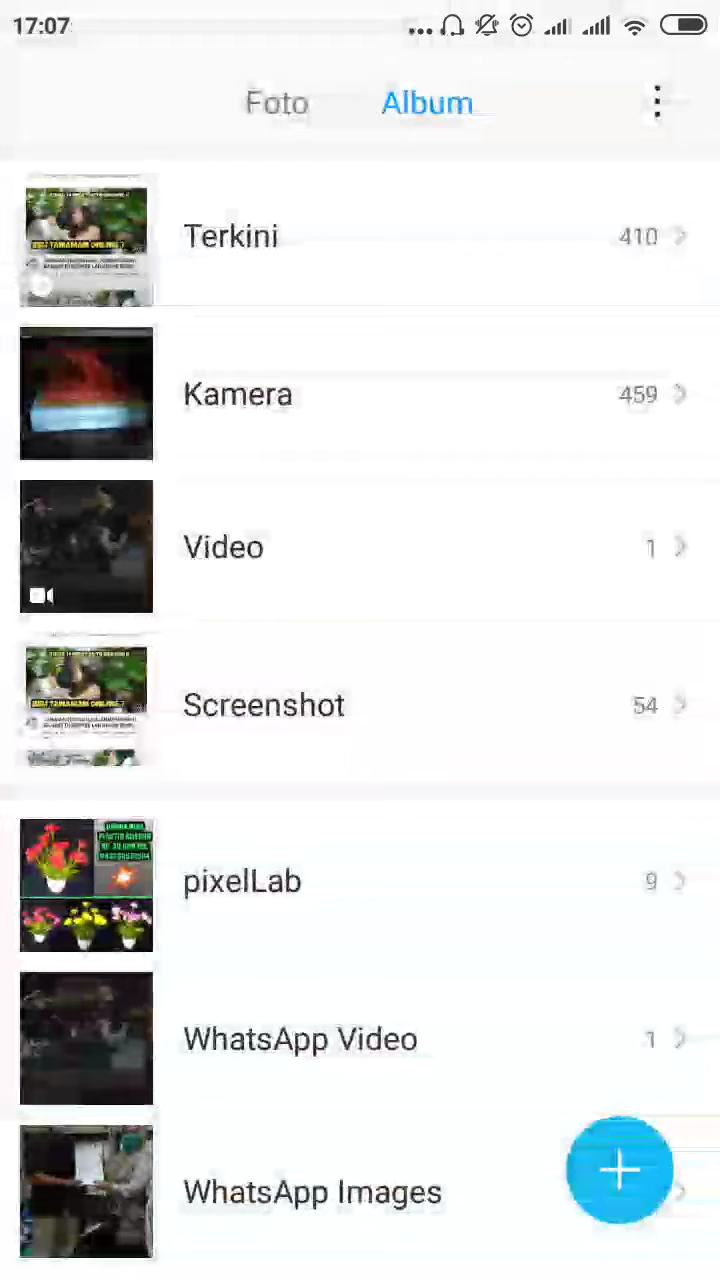 17:07
Foto Album
Terkini 410
Kamera 459
Video 1
Screenshot 54
pixelLab 9
WhatsApp Video 1
WhatsApp Images